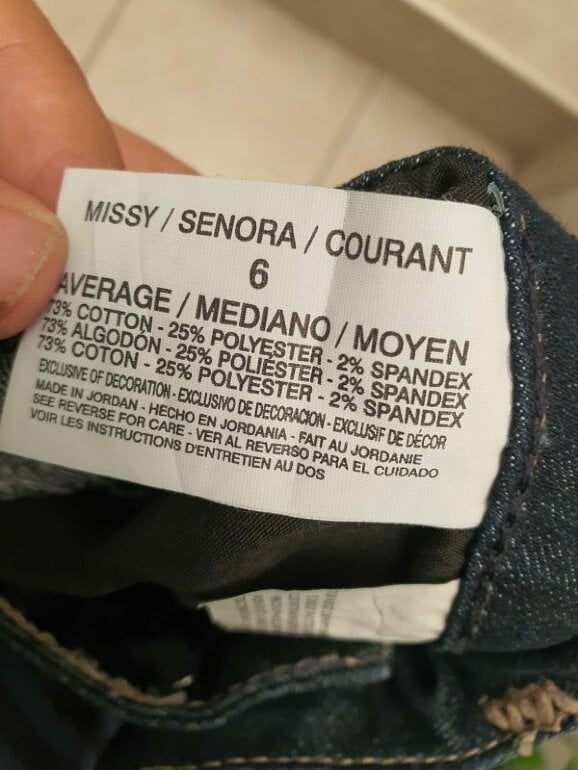 MISSY / SENORA / COURANT
6
AVERAGE / MEDIANO / MOYEN
73% COTTON - 25% POLYESTER - 2% SPANDEX
73% ALGODON - 25% POLIESTER - 2% SPANDEX
73% COTON - 25% POLYESTER - 2% SPANDEX
EXCLUSIVE OF DECORATION - EXCLUSIVO DE DECORACION - EXCLUSIF DE DÉCOR
MADE IN JORDAN - HECHO EN JORDANIA - FAIT AU JORDANIE
SEE REVERSE FOR CARE - VER AL REVERSO PARA EL CUIDADO
VOIR LES INSTRUCTIONS D'ENTRETIEN AU DOS